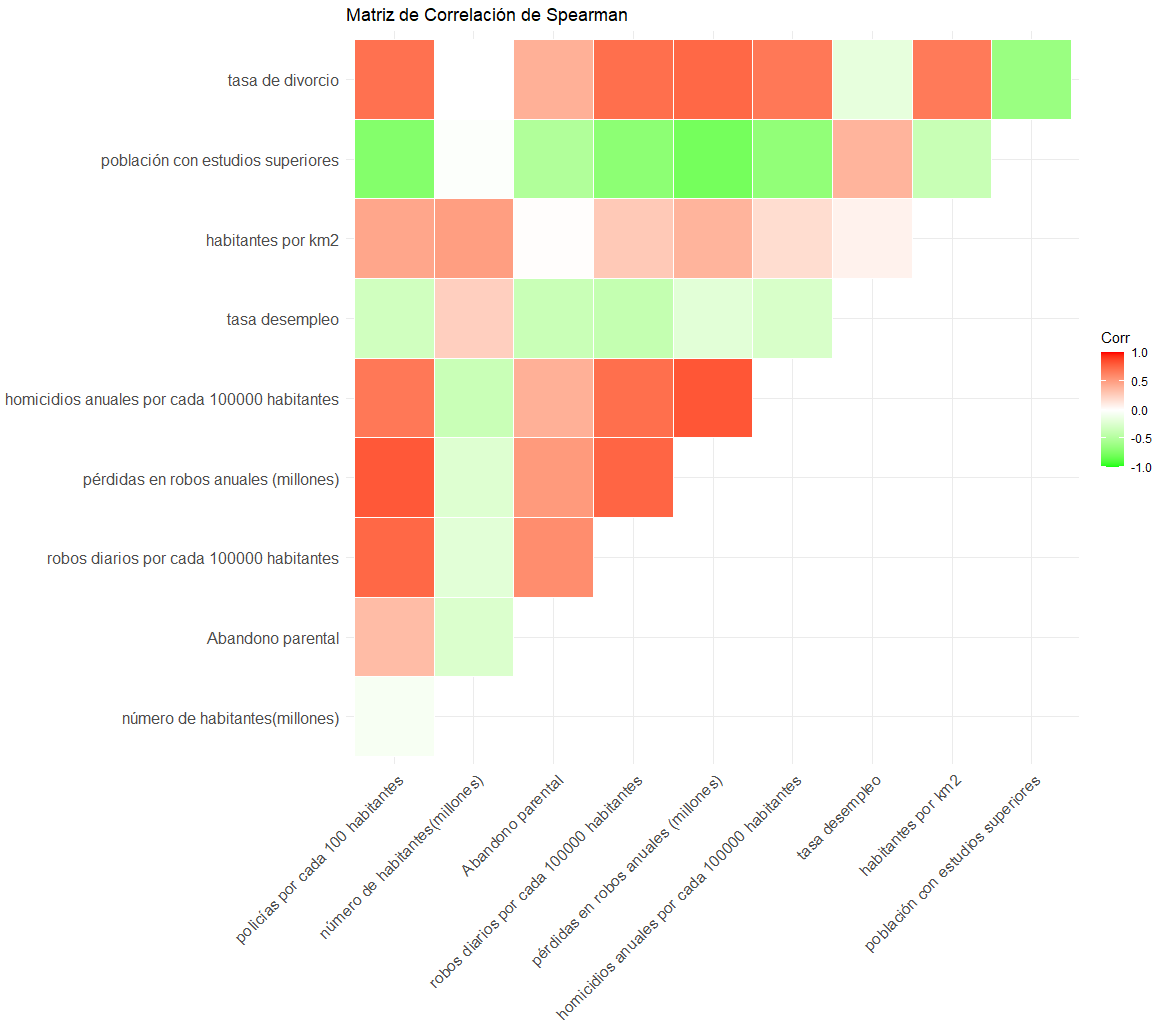 Matriz de Correlación de Spearman
tasa de divorcio
población con estudios superiores
habitantes por km2
tasa desempleo
homicidios anuales por cada 100000 habitantes
pérdidas en robos anuales (millones)
robos diarios por cada 100000 habitantes
Abandono parental
número de habitantes(millones)
policías por cada 100 habitantes
número de habitantes(millones)
Abandono parental
robos diarios por cada 100000 habitantes
pérdidas en robos anuales (millones)
homicidios anuales por cada 100000 habitantes
tasa desempleo
habitantes por km2
población con estudios superiores
Corr
1.0
0.5
0.0
-0.5
-1.0